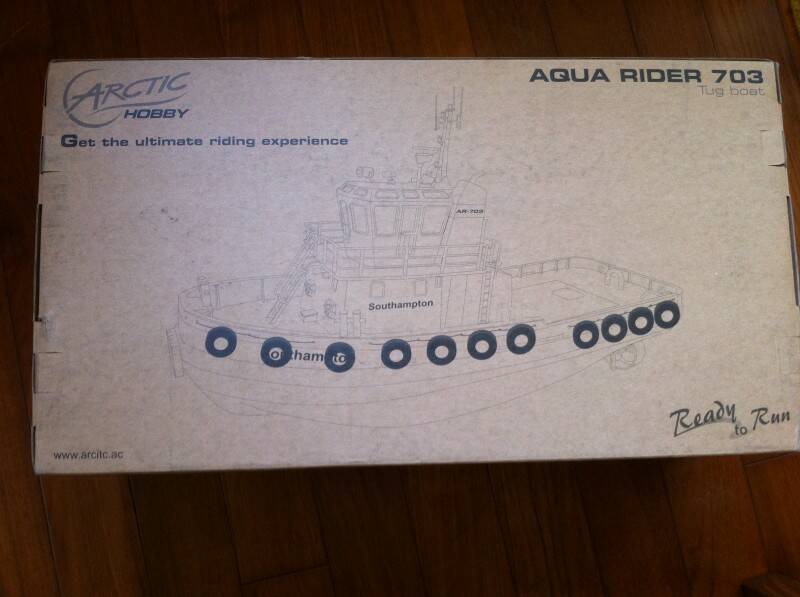 ARCTIC
HOBBY
AQUA RIDER 703
Tug boat
Get the ultimate riding experience
AR-703
Southampton
Southampton
Ready to Run
www.arcitc.ac